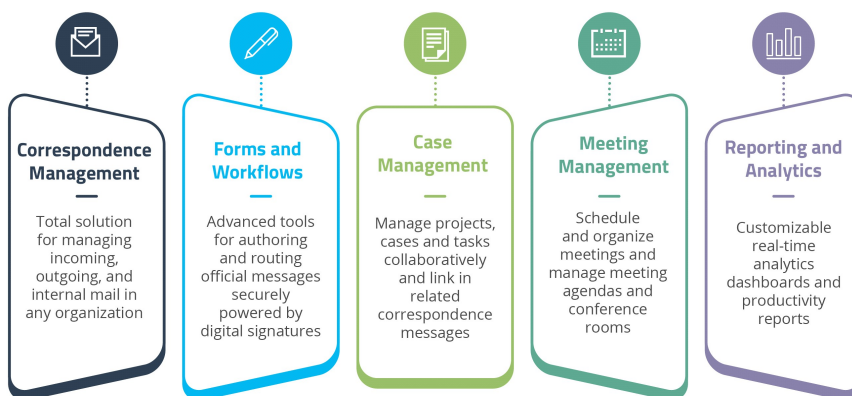 Correspondence
Management
Total solution
for managing
incoming,
outgoing, and
internal mail in
any organization
Forms and
Workflows
Advanced tools
for authoring
and routing
official messages
securely
powered by
digital signatures
Case
Management
Manage projects,
cases and tasks
collaboratively
and link in
related
correspondence
messages
Meeting
Management
Schedule
and organize
meetings and
manage meeting
agendas and
conference
rooms
Reporting and
Analytics
Customizable
real-time
analytics
dashboards and
productivity
reports